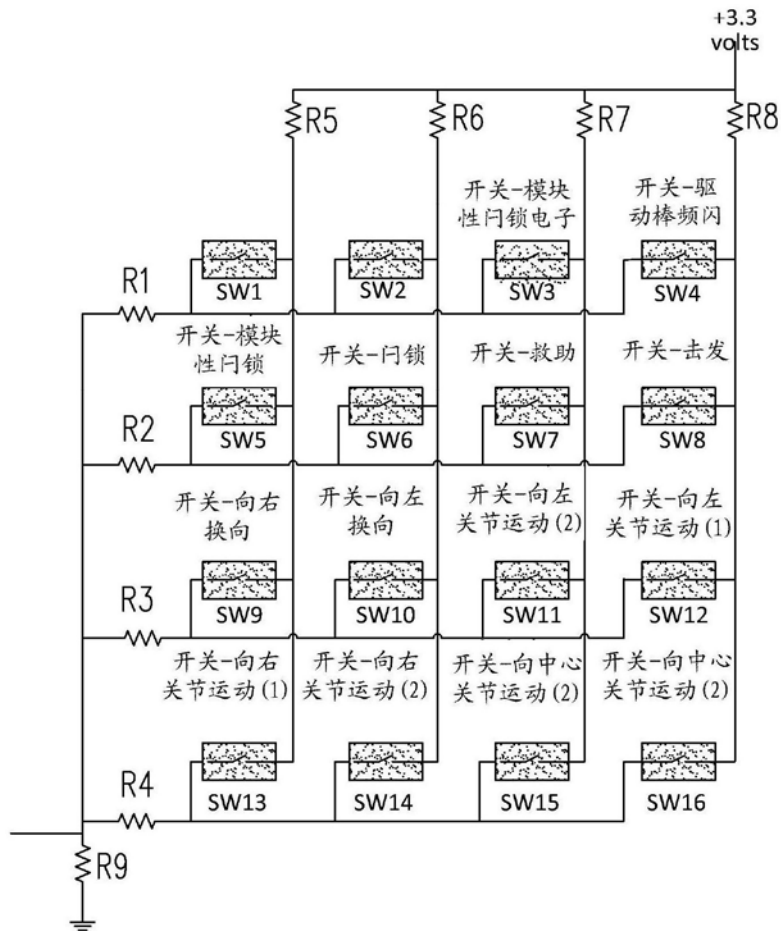 +3.3
volts
R5
R6
R7
R8
开关-模块
性闩锁电子
开关-驱
动棒频闪
R1
SW1
SW2
SW3
SW4
开关-模块
性闩锁
开关-闩锁
开关-救助
开关-击发
R2
SW5
SW6
SW7
SW8
开关-向右
换向
开关-向左
换向
开关-向左
关节运动(2)
开关-向左
关节运动(1)
R3
SW9
SW10
SW11
SW12
开关-向右
关节运动(1)
开关-向右
关节运动(2)
开关-向中心
关节运动(2)
开关-向中心
关节运动(2)
R4
SW13
SW14
SW15
SW16
R9